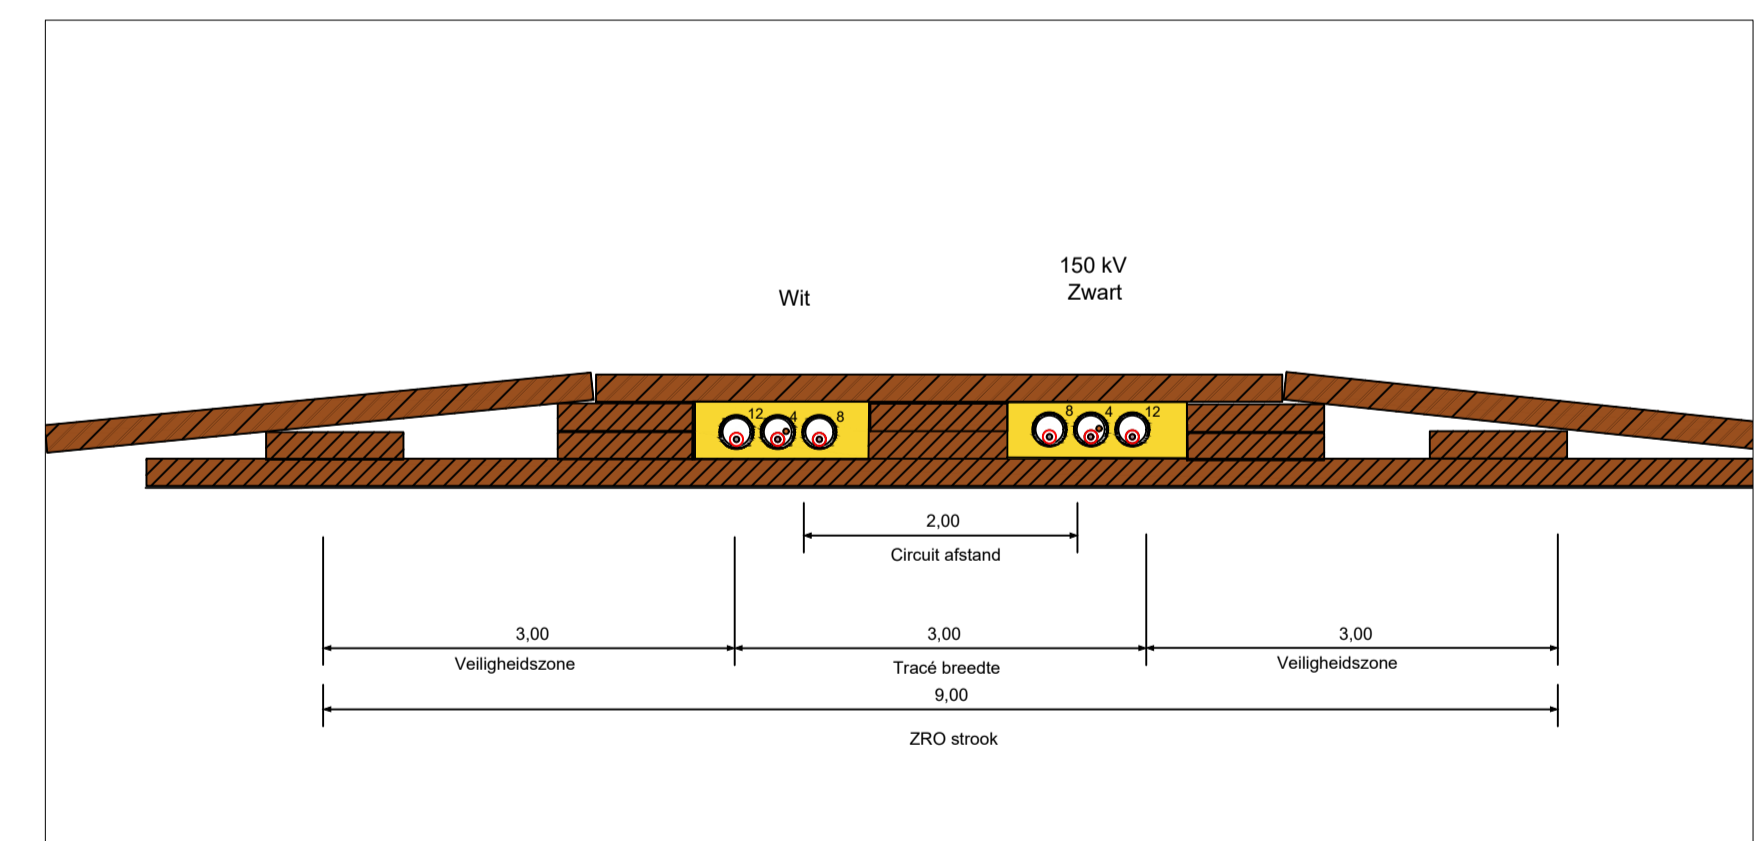 150 kV
Wit
Zwart
12 4 8
8 4 12
2,00
Circuit afstand
3,00 3,00 3,00
Veiligheidszone Tracé breedte Veiligheidszone
9,00
ZRO strook